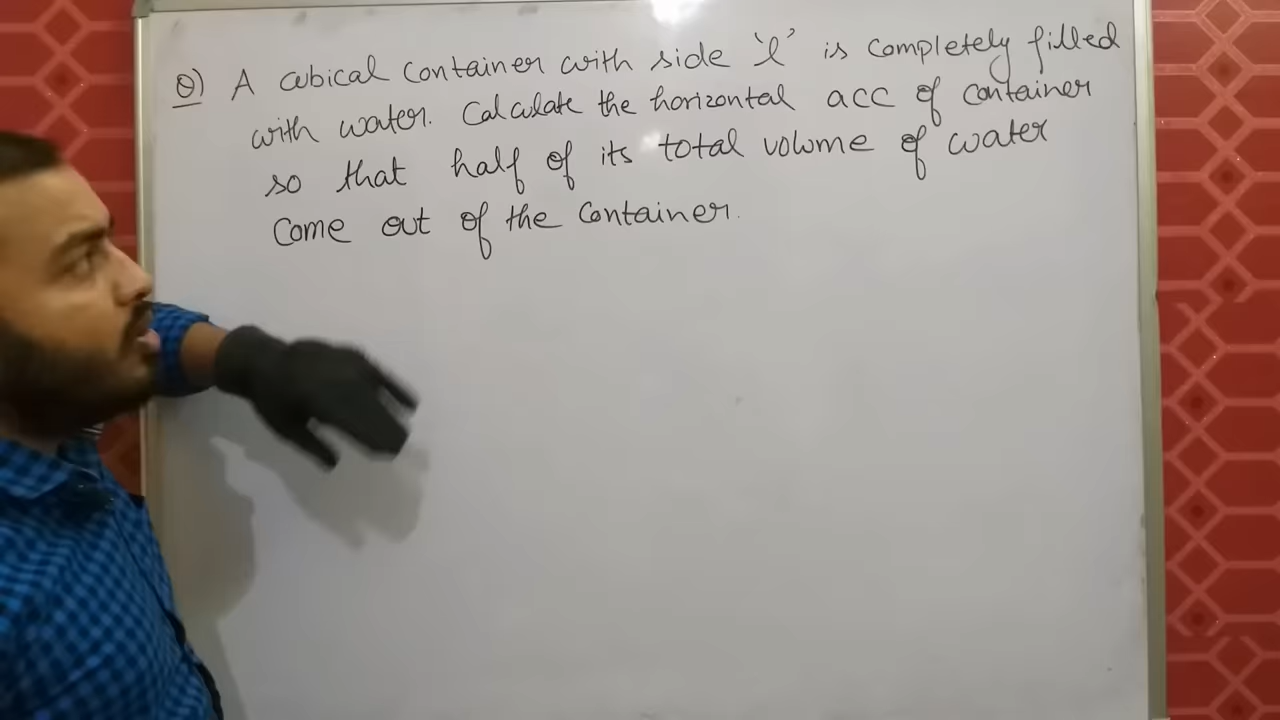 Q) A cubical container with side 'l' is completely filled
with water. Calculate the horizontal acc of container
so that half of its total volume of water
come out of the container.